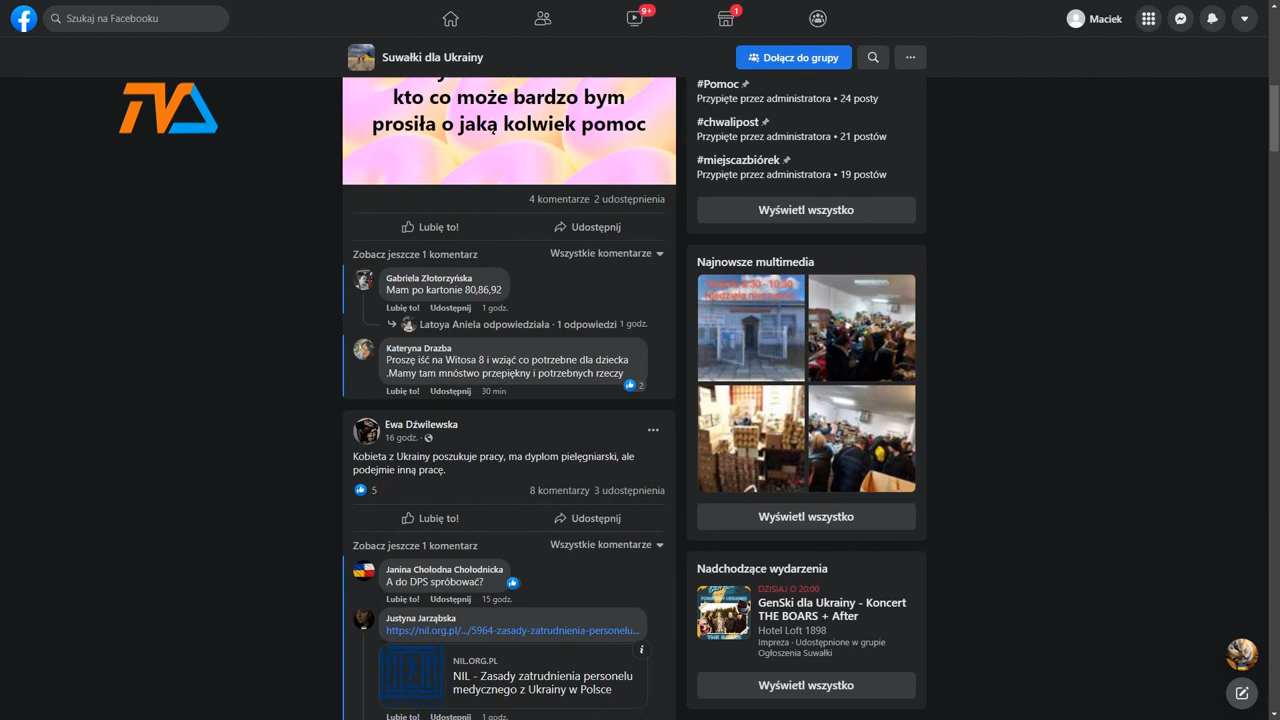 Szukaj na Facebooku
9+
1
Maciek
Suwałki dla Ukrainy
Dołącz do grupy
TVA
kto co może bardzo bym
prosiła o jaką kolwiek pomoc
4 komentarze 2 udostępnienia
Lubię to!
Udostępnij
Zobacz jeszcze 1 komentarz
Wszystkie komentarze
Gabriela Złotorzyńska
Mam po kartonie 80,86,92
Lubię to! Udostępnij 1 godz.
Latoya Aniela odpowiedziała · 1 odpowiedzi 1 godz.
Kateryna Drazba
Proszę iść na Witosa 8 i wziąć co potrzebne dla dziecka
.Mamy tam mnóstwo przepiękny i potrzebnych rzeczy
2
Lubię to! Udostępnij 30 min
Ewa Dźwilewska
16 godz. ·
Kobieta z Ukrainy poszukuje pracy, ma dyplom pielęgniarski, ale
podejmie inną pracę.
5
8 komentarzy 3 udostępnienia
Lubię to!
Udostępnij
Zobacz jeszcze 1 komentarz
Wszystkie komentarze
Janina Chołodna Chołodnicka
A do DPS spróbować?
Lubię to! Udostępnij 15 godz.
Justyna Jarząbska
https://nil.org.pl/.../5964-zasady-zatrudnienia-personelu...
NIL.ORG.PL
NIL - Zasady zatrudnienia personelu
medycznego z Ukrainy w Polsce
Lubię to! Udostępnij 1 godz.
#Pomoc
Przypięte przez administratora • 24 posty
#chwalipost
Przypięte przez administratora • 21 postów
#miejscazbiórek
Przypięte przez administratora • 19 postów
Wyświetl wszystko
Najnowsze multimedia
Wyświetl wszystko
Nadchodzące wydarzenia
DZISIAJ O 20:00
GenSki dla Ukrainy - Koncert
THE BOARS + After
Hotel Loft 1898
Impreza · Udostępnione w grupie
Ogłoszenia Suwałki
Wyświetl wszystko